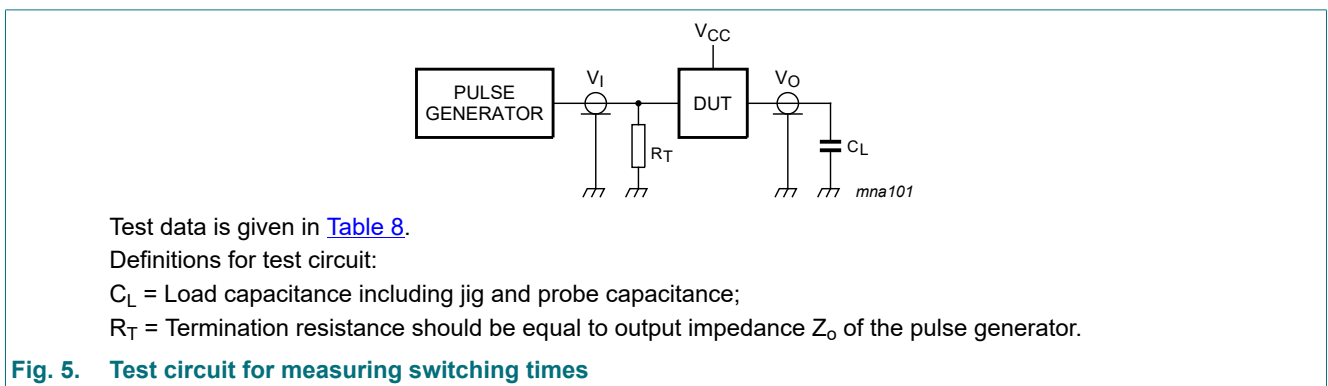 VCC
PULSE
GENERATOR
VI
RT
DUT
VO
CL
mna101
Test data is given in Table 8.
Definitions for test circuit:
CL = Load capacitance including jig and probe capacitance;
RT = Termination resistance should be equal to output impedance Zo of the pulse generator.
Fig. 5. Test circuit for measuring switching times